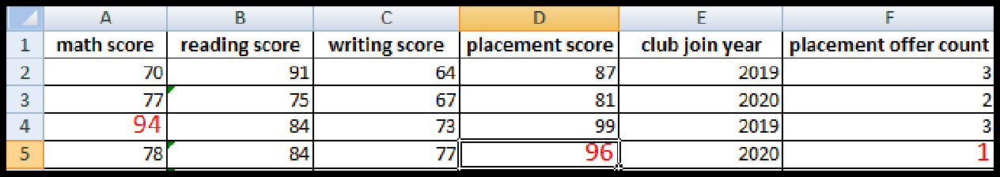 A B C D E F
1 math score reading score writing score placement score club join year placement offer count
2 70 91 64 87 2019 3
3 77 75 67 81 2020 2
4 94 84 73 99 2019 3
5 78 84 77 96 2020 1